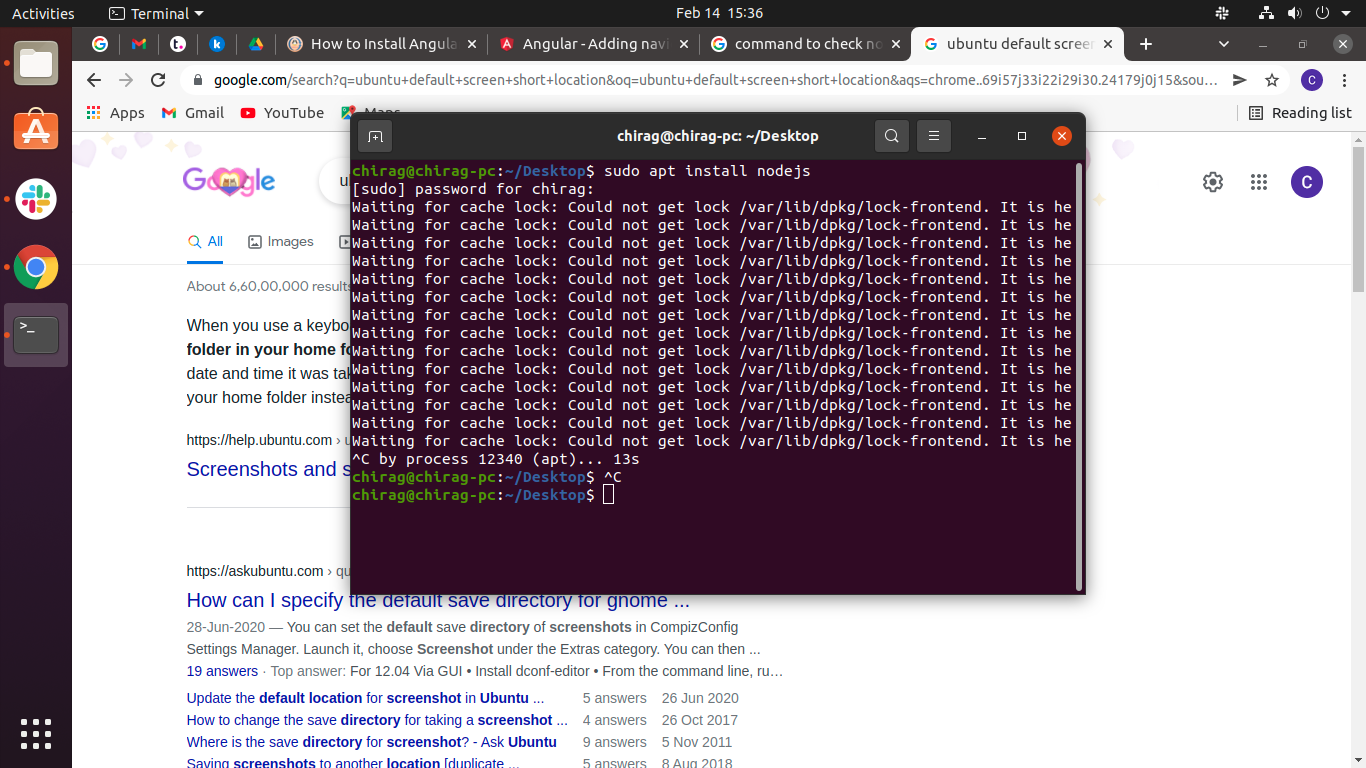 Activities
Terminal
Feb 14 15:36
How to Install Angula
Angular - Adding navi
command to check no
ubuntu default screen
google.com/search?q=ubuntu+default+screen+short+location&oq=ubuntu+default+screen+short+location&aqs=chrome..69i57j33i22i29i30.24179j0j15&sou...
C
Apps
Gmail
YouTube
Maps
Reading list
chirag@chirag-pc: ~/Desktop
Google
C
All
Images
About 6,60,00,000 results
When you use a keybo
folder in your home fo
date and time it was tak
your home folder instea
https://help.ubuntu.com › u
Screenshots and s
chirag@chirag-pc:~/Desktop$ sudo apt install nodejs
[sudo] password for chirag:
Waiting for cache lock: Could not get lock /var/lib/dpkg/lock-frontend. It is he
Waiting for cache lock: Could not get lock /var/lib/dpkg/lock-frontend. It is he
Waiting for cache lock: Could not get lock /var/lib/dpkg/lock-frontend. It is he
Waiting for cache lock: Could not get lock /var/lib/dpkg/lock-frontend. It is he
Waiting for cache lock: Could not get lock /var/lib/dpkg/lock-frontend. It is he
Waiting for cache lock: Could not get lock /var/lib/dpkg/lock-frontend. It is he
Waiting for cache lock: Could not get lock /var/lib/dpkg/lock-frontend. It is he
Waiting for cache lock: Could not get lock /var/lib/dpkg/lock-frontend. It is he
Waiting for cache lock: Could not get lock /var/lib/dpkg/lock-frontend. It is he
Waiting for cache lock: Could not get lock /var/lib/dpkg/lock-frontend. It is he
Waiting for cache lock: Could not get lock /var/lib/dpkg/lock-frontend. It is he
Waiting for cache lock: Could not get lock /var/lib/dpkg/lock-frontend. It is he
Waiting for cache lock: Could not get lock /var/lib/dpkg/lock-frontend. It is he
Waiting for cache lock: Could not get lock /var/lib/dpkg/lock-frontend. It is he
^C by process 12340 (apt)... 13s
chirag@chirag-pc:~/Desktop$ ^C
chirag@chirag-pc:~/Desktop$
https://askubuntu.com › qu
How can I specify the default save directory for gnome ...
28-Jun-2020 — You can set the default save directory of screenshots in CompizConfig
Settings Manager. Launch it, choose Screenshot under the Extras category. You can then ...
19 answers · Top answer: For 12.04 Via GUI • Install dconf-editor • From the command line, ru…
Update the default location for screenshot in Ubuntu ... 5 answers 26 Jun 2020
How to change the save directory for taking a screenshot ... 4 answers 26 Oct 2017
Where is the save directory for screenshot? - Ask Ubuntu 9 answers 5 Nov 2011
Saving screenshots to another location [duplicate ... 5 answers 8 Aug 2018